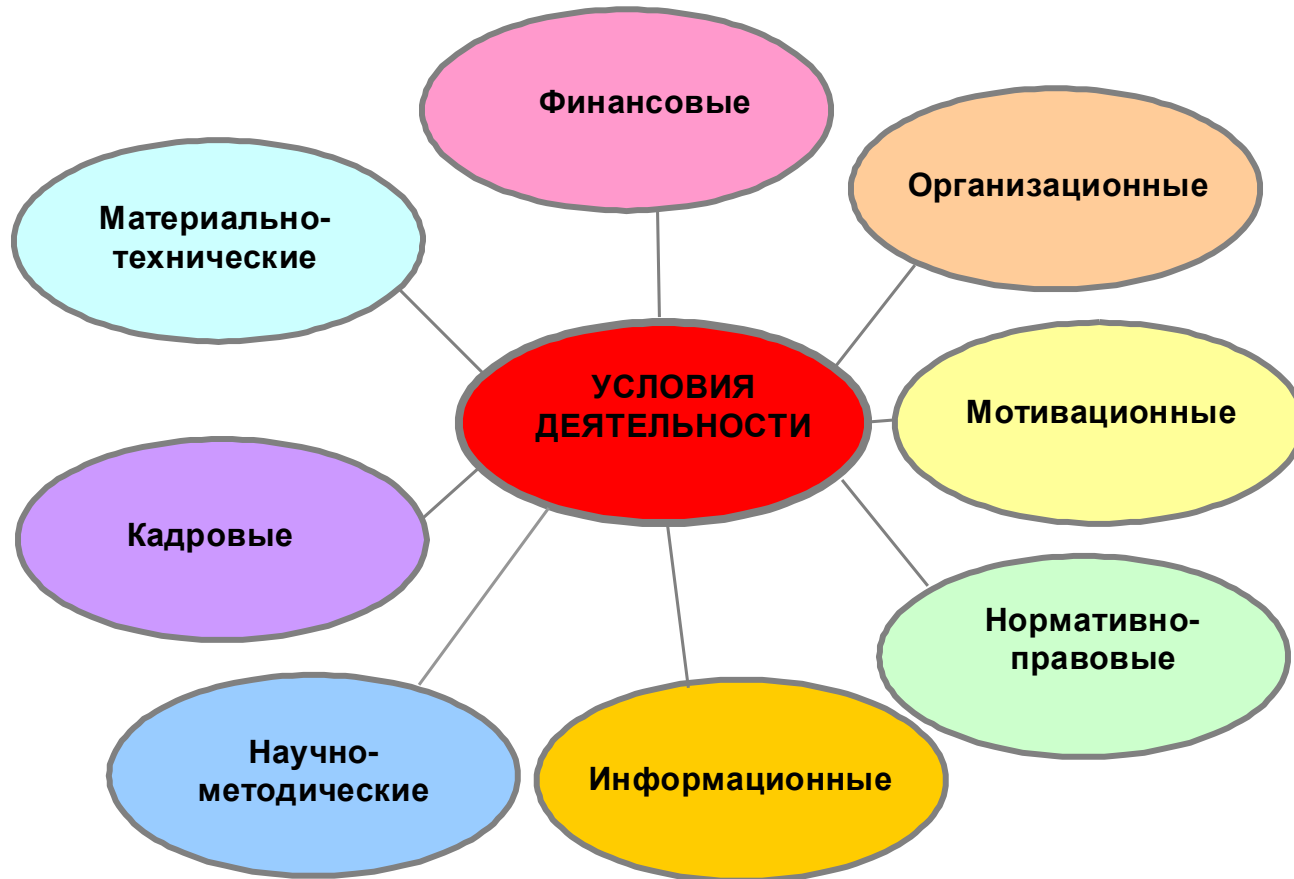 Финансовые
Организационные
Материально-
технические
УСЛОВИЯ
ДЕЯТЕЛЬНОСТИ
Мотивационные
Кадровые
Нормативно-
правовые
Научно-
методические
Информационные